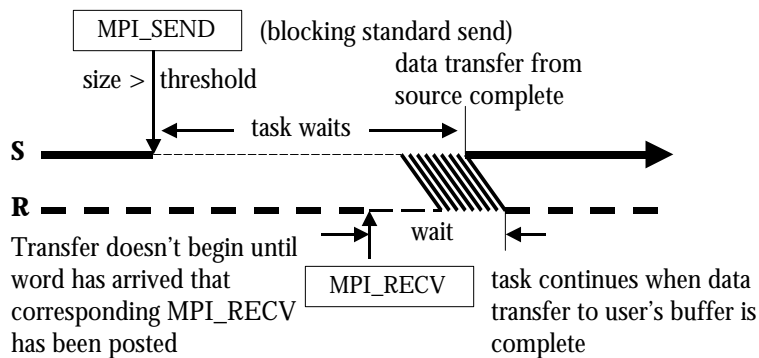 MPI_SEND (blocking standard send)
size > threshold
data transfer from
source complete
task waits
S
R
wait
Transfer doesn't begin until
word has arrived that
corresponding MPI_RECV
has been posted
MPI_RECV
task continues when data
transfer to user's buffer is
complete